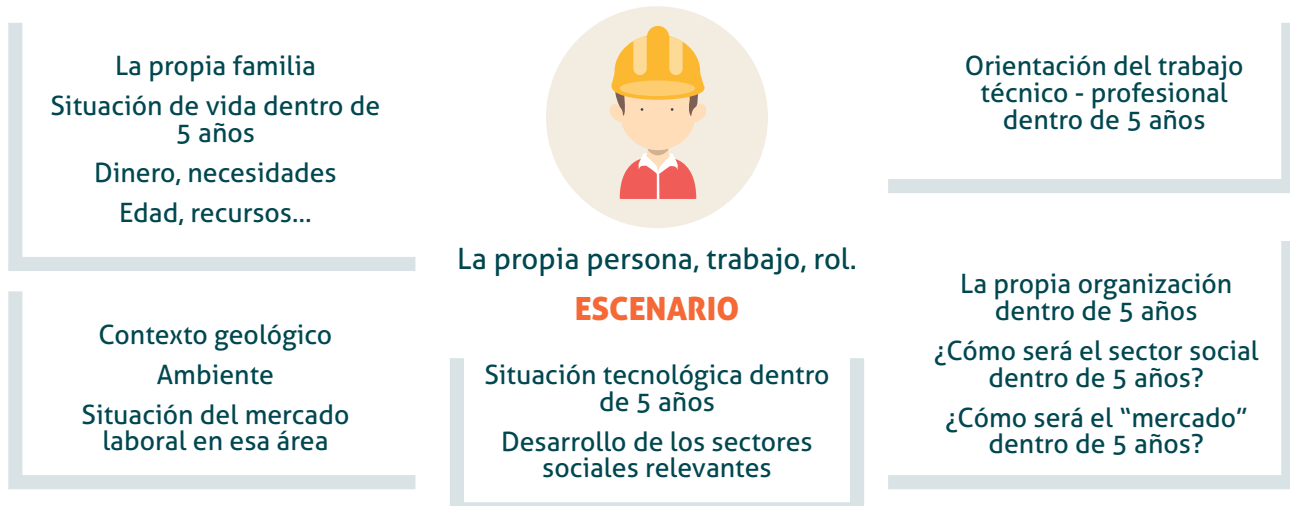 La propia familia
Situación de vida dentro de
5 años
Dinero, necesidades
Edad, recursos...
Contexto geológico
Ambiente
Situación del mercado
laboral en esa área
La propia persona, trabajo, rol.
ESCENARIO
Situación tecnológica dentro
de 5 años
Desarrollo de los sectores
sociales relevantes
Orientación del trabajo
técnico - profesional
dentro de 5 años
La propia organización
dentro de 5 años
¿Cómo será el sector social
dentro de 5 años?
¿Cómo será el “mercado”
dentro de 5 años?